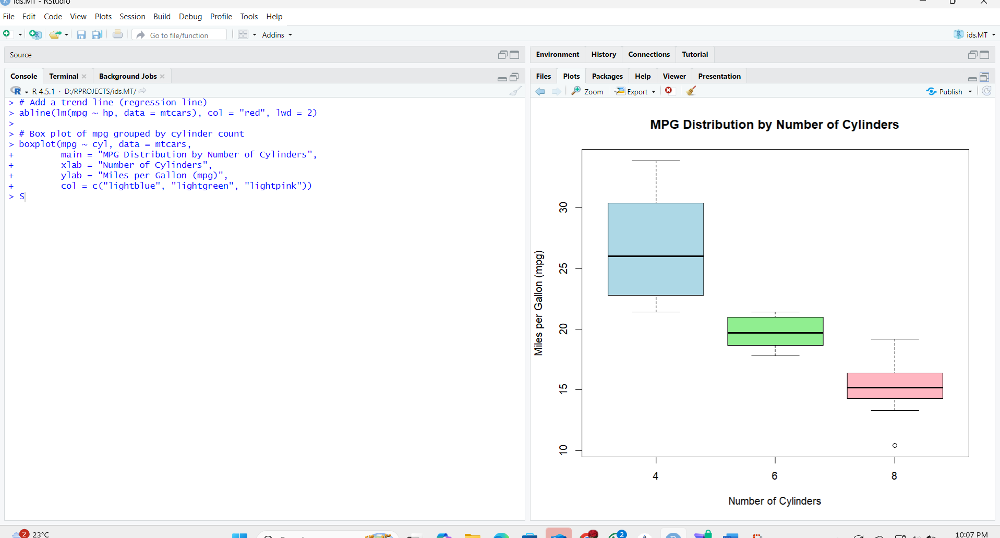 ids.MT - RStudio
File Edit Code View Plots Session Build Debug Profile Tools Help
Go to file/function
Addins
ids.MT
Source
Console Terminal Background Jobs
R 4.5.1 · D:/RPROJECTS/ids.MT/
> # Add a trend line (regression line)
> abline(lm(mpg ~ hp, data = mtcars), col = "red", lwd = 2)
>
> # Box plot of mpg grouped by cylinder count
> boxplot(mpg ~ cyl, data = mtcars,
+         main = "MPG Distribution by Number of Cylinders",
+         xlab = "Number of Cylinders",
+         ylab = "Miles per Gallon (mpg)",
+         col = c("lightblue", "lightgreen", "lightpink"))
> S
Environment History Connections Tutorial
Files Plots Packages Help Viewer Presentation
Zoom Export Publish
MPG Distribution by Number of Cylinders
Miles per Gallon (mpg)
30
25
20
15
10
4 6 8
Number of Cylinders
2 23°C
2
10:07 PM